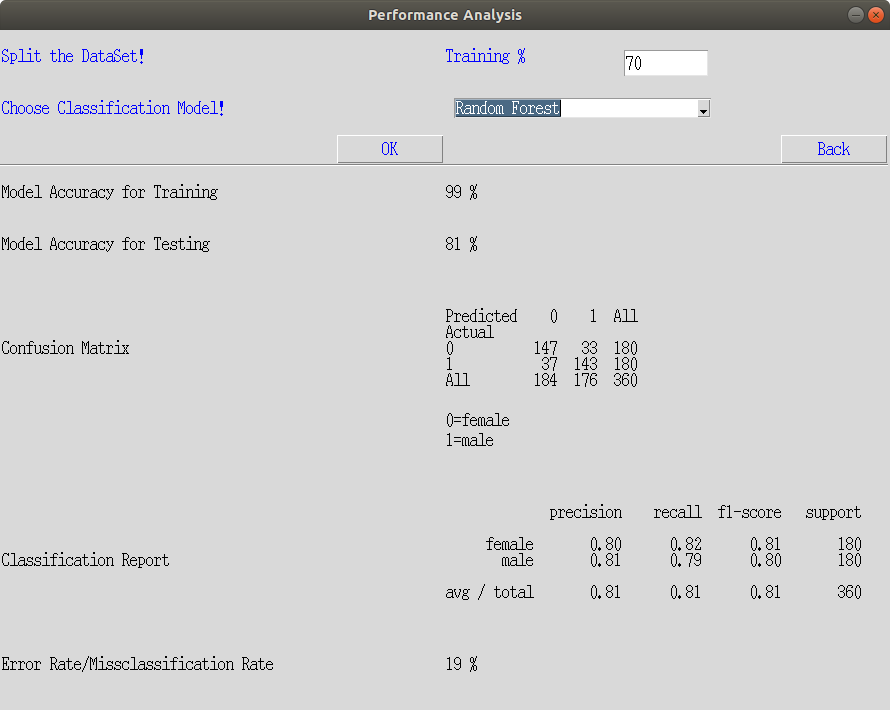 Performance Analysis
Split the DataSet! Training % 70
Choose Classification Model! Random Forest
OK Back
Model Accuracy for Training 99 %
Model Accuracy for Testing 81 %
Predicted 0 1 All
Actual
Confusion Matrix 0 147 33 180
1 37 143 180
All 184 176 360
0=female
1=male
precision recall f1-score support
female 0.80 0.82 0.81 180
Classification Report male 0.81 0.79 0.80 180
avg / total 0.81 0.81 0.81 360
Error Rate/Missclassification Rate 19 %